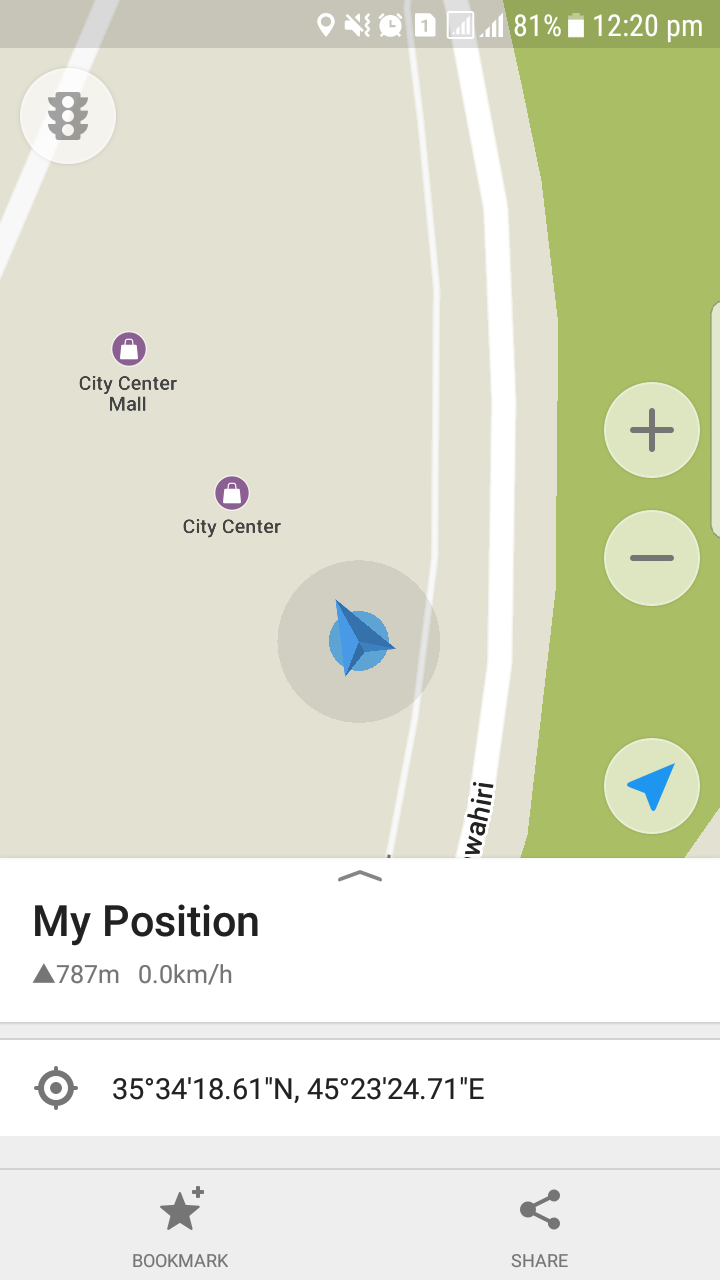 1
81%
12:20 pm
City Center
Mall
City Center
wahiri
My Position
▲787m 0.0km/h
35°34'18.61"N, 45°23'24.71"E
BOOKMARK
SHARE